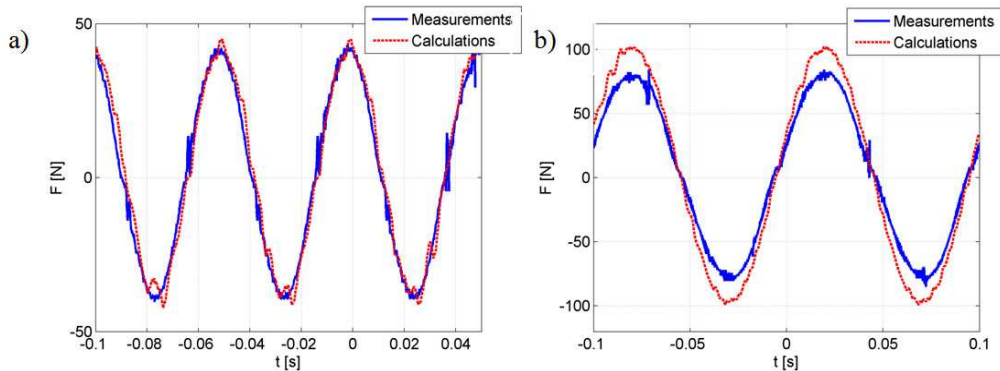 a)
50
0
-50
F [N]
-0.1
-0.08
-0.06
-0.04
-0.02
0
0.02
0.04
t [s]
Measurements
Calculations
b)
100
50
0
-50
-100
F [N]
-0.1
-0.05
0
0.05
0.1
t [s]
Measurements
Calculations